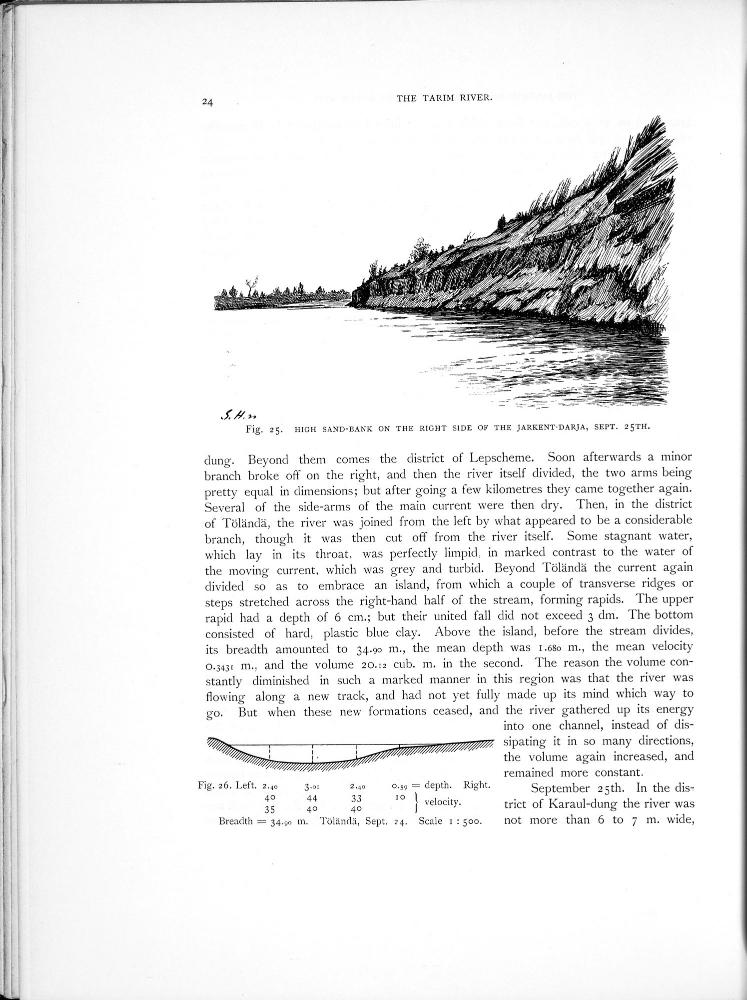 24
THE TARIM RIVER.
S. H.
Fig. 25. HIGH SAND-BANK ON THE RIGHT SIDE OF THE JARKENT-DARJA, SEPT. 25TH.
dung. Beyond them comes the district of Lepscheme. Soon afterwards a minor
branch broke off on the right, and then the river itself divided, the two arms being
pretty equal in dimensions; but after going a few kilometres they came together again.
Several of the side-arms of the main current were then dry. Then, in the district
of Töländä, the river was joined from the left by what appeared to be a considerable
branch, though it was then cut off from the river itself. Some stagnant water,
which lay in its throat, was perfectly limpid, in marked contrast to the water of
the moving current, which was grey and turbid. Beyond Töländä the current again
divided so as to embrace an island, from which a couple of transverse ridges or
steps stretched across the right-hand half of the stream, forming rapids. The upper
rapid had a depth of 6 cm.; but their united fall did not exceed 3 dm. The bottom
consisted of hard, plastic blue clay. Above the island, before the stream divides,
its breadth amounted to 34.90 m., the mean depth was 1.680 m., the mean velocity
0.3431 m., and the volume 20.12 cub. m. in the second. The reason the volume con-
stantly diminished in such a marked manner in this region was that the river was
flowing along a new track, and had not yet fully made up its mind which way to
go. But when these new formations ceased, and the river gathered up its energy
into one channel, instead of dis-
sipating it in so many directions,
the volume again increased, and
remained more constant.
September 25th. In the dis-
trict of Karaul-dung the river was
not more than 6 to 7 m. wide,
Fig. 26. Left. 2.40 3.01 2.40 0.59 = depth. Right.
40 44 33 10 } velocity.
35 40 40
Breadth = 34.90 m. Töländä, Sept. 24. Scale 1 : 500.